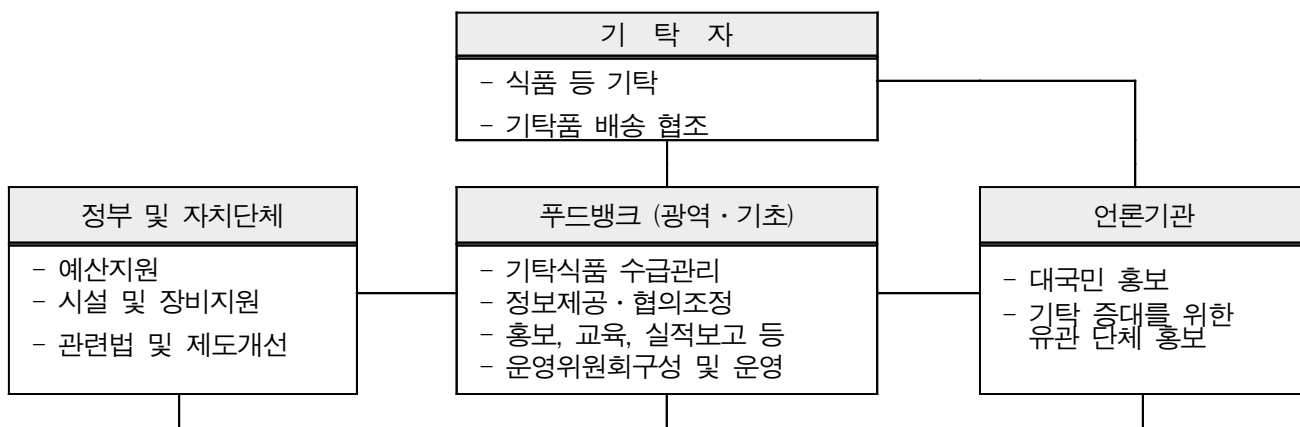 기 탁 자
- 식품 등 기탁
- 기탁품 배송 협조
정부 및 자치단체
- 예산지원
- 시설 및 장비지원
- 관련법 및 제도개선
푸드뱅크 (광역·기초)
- 기탁식품 수급관리
- 정보제공·협의조정
- 홍보, 교육, 실적보고 등
- 운영위원회구성 및 운영
언론기관
- 대국민 홍보
- 기탁 증대를 위한
유관 단체 홍보